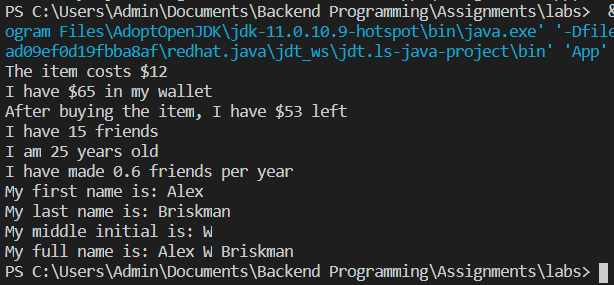 PS C:\Users\Admin\Documents\Backend Programming\Assignments\labs>  &
ogram Files\AdoptOpenJDK\jdk-11.0.10.9-hotspot\bin\java.exe' '-Dfile
ad09ef0d19fbba8af\redhat.java\jdt_ws\jdt.ls-java-project\bin' 'App'
The item costs $12
I have $65 in my wallet
After buying the item, I have $53 left
I have 15 friends
I am 25 years old
I have made 0.6 friends per year
My first name is: Alex
My last name is: Briskman
My middle initial is: W
My full name is: Alex W Briskman
PS C:\Users\Admin\Documents\Backend Programming\Assignments\labs>